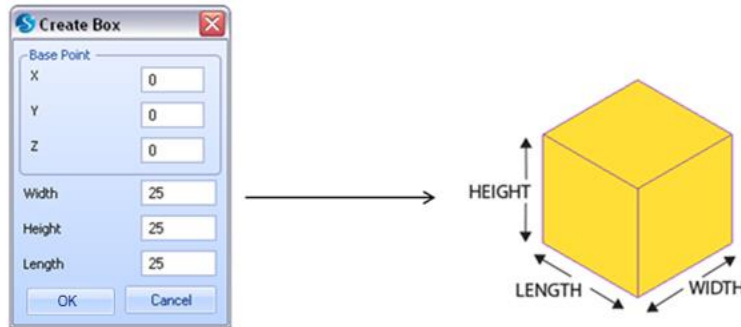 Create Box
Base Point
X 0
Y 0
Z 0
Width 25
Height 25
Length 25
OK Cancel
HEIGHT
LENGTH WIDTH